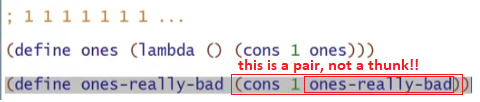 ; 1 1 1 1 1 1 1 ...
(define ones (lambda () (cons 1 ones)))
this is a pair, not a thunk!!
(define ones-really-bad (cons 1 ones-really-bad))